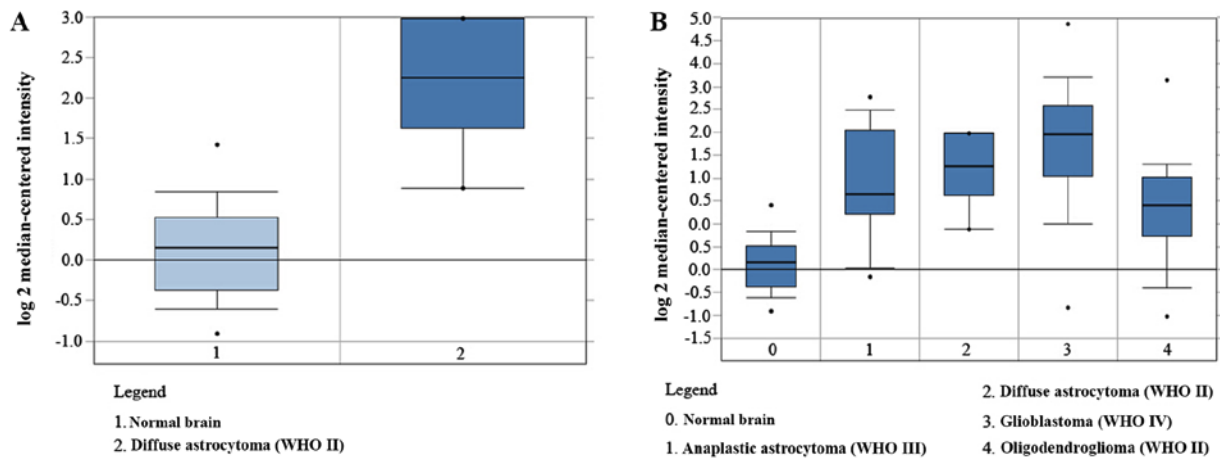 A
log 2 median-centered intensity
3.0
2.5
2.0
1.5
1.0
0.5
0.0
-0.5
-1.0
1 2
Legend
1. Normal brain
2. Diffuse astrocytoma (WHO II)
B
log 2 median-centered intensity
5.0
4.0
4.5
3.0
3.5
2.0
1.5
1.0
0.0
0.5
0.0
-0.5
-1.0
-1.5
0 1 2 3 4
Legend
0. Normal brain
1. Anaplastic astrocytoma (WHO III)
2. Diffuse astrocytoma (WHO II)
3. Glioblastoma (WHO IV)
4. Oligodendroglioma (WHO II)